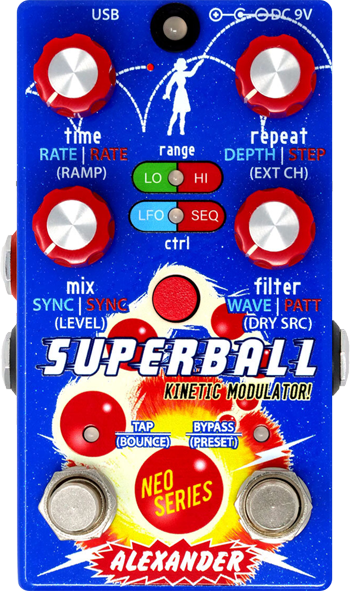 USB DC 9V
time repeat
RATE | RATE DEPTH | STEP
(RAMP) (EXT CH)
range
LO HI
LFO SEQ
ctrl
mix filter
SYNC | SYNC WAVE | PATT
(LEVEL) (DRY SRC)
SUPERBALL
KINETIC MODULATOR!
TAP BYPASS
(BOUNCE) (PRESET)
NEO
SERIES
ALEXANDER